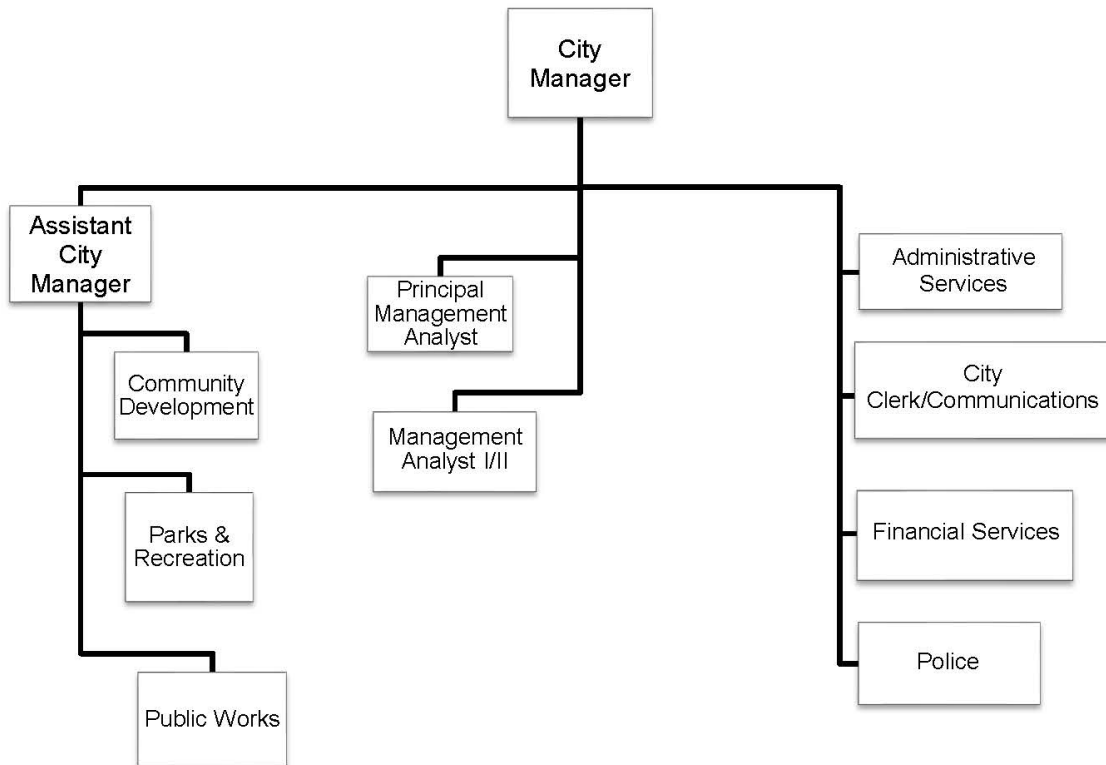 City
Manager
Assistant
City
Manager
Community
Development
Parks &
Recreation
Public Works
Principal
Management
Analyst
Management
Analyst I/II
Administrative
Services
City
Clerk/Communications
Financial Services
Police